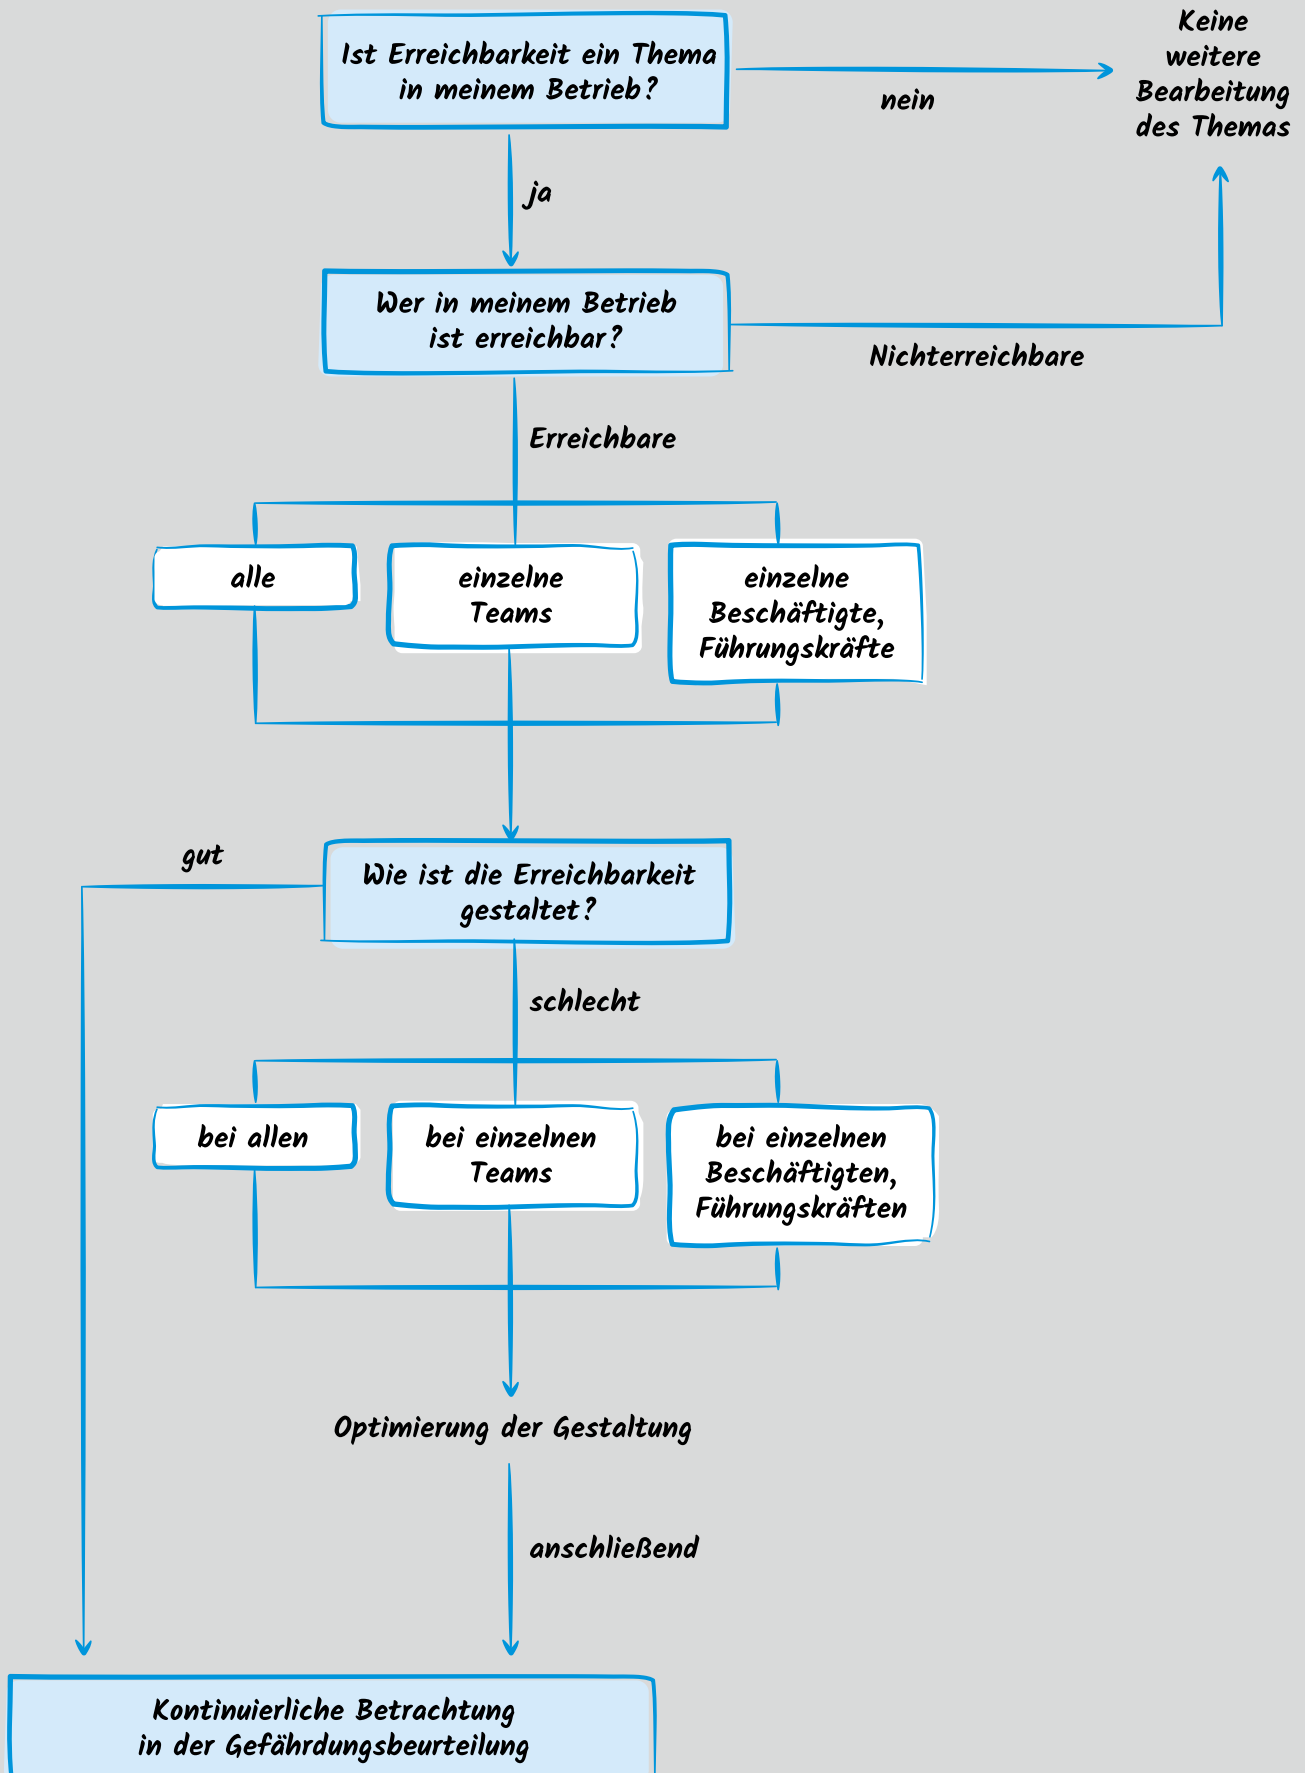 Ist Erreichbarkeit ein Thema
in meinem Betrieb?
nein
Keine
weitere
Bearbeitung
des Themas
ja
Wer in meinem Betrieb
ist erreichbar?
Nichterreichbare
Erreichbare
alle
einzelne
Teams
einzelne
Beschäftigte,
Führungskräfte
gut
Wie ist die Erreichbarkeit
gestaltet?
schlecht
bei allen
bei einzelnen
Teams
bei einzelnen
Beschäftigten,
Führungskräften
Optimierung der Gestaltung
anschließend
Kontinuierliche Betrachtung
in der Gefährdungsbeurteilung